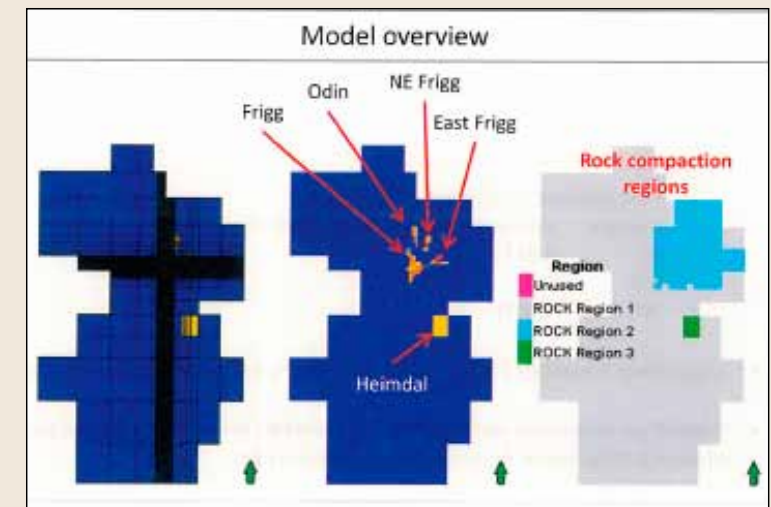 Model overview
NE Frigg
Odin
Frigg
East Frigg
Rock compaction
regions
Region
Unused
ROCK Region 1
ROCK Region 2
ROCK Region 3
Heimdal